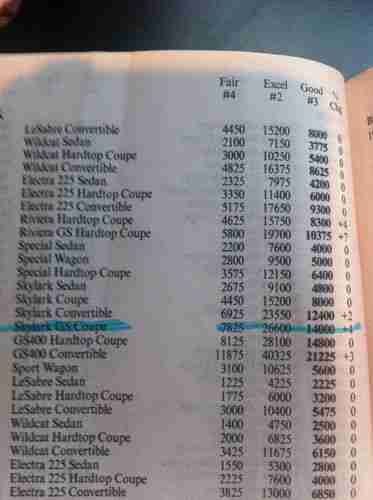 Fair Excel Good %
#4 #2 #3 Chg
LeSabre Convertible 4450 15200 8000 0
Wildcat Sedan 2100 7150 3775 0
Wildcat Hardtop Coupe 3000 10250 5400 0
Wildcat Convertible 4825 16375 8625 0
Electra 225 Sedan 2325 7975 4200 0
Electra 225 Hardtop Coupe 3350 11400 6000 0
Electra 225 Convertible 5175 17650 9300 0
Riviera Hardtop Coupe 4625 15750 8300 +4
Riviera GS Hardtop Coupe 5800 19700 10375 +7
Special Sedan 2200 7600 4000 0
Special Wagon 2800 9500 5000 0
Special Hardtop Coupe 3575 12150 6400 0
Skylark Sedan 2675 9100 4800 0
Skylark Coupe 4450 15200 8000 0
Skylark Convertible 6925 23550 12400 +2
Skylark GS Coupe 7825 26600 14000 +1
GS400 Hardtop Coupe 8125 28100 14800 0
GS400 Convertible 11875 40325 21225 +3
Sport Wagon 3100 10625 5600 0
LeSabre Sedan 1225 4225 2225 0
LeSabre Hardtop Coupe 1775 6000 3200 0
LeSabre Convertible 3000 10400 5475 0
Wildcat Sedan 1400 4750 2500 0
Wildcat Hardtop Coupe 2000 6825 3600 0
Wildcat Convertible 3425 11675 6150 0
Electra 225 Sedan 1550 5300 2800 0
Electra 225 Hardtop Coupe 2225 7600 4000 0
Electra 225 Convertible 3825 13000 6850 0